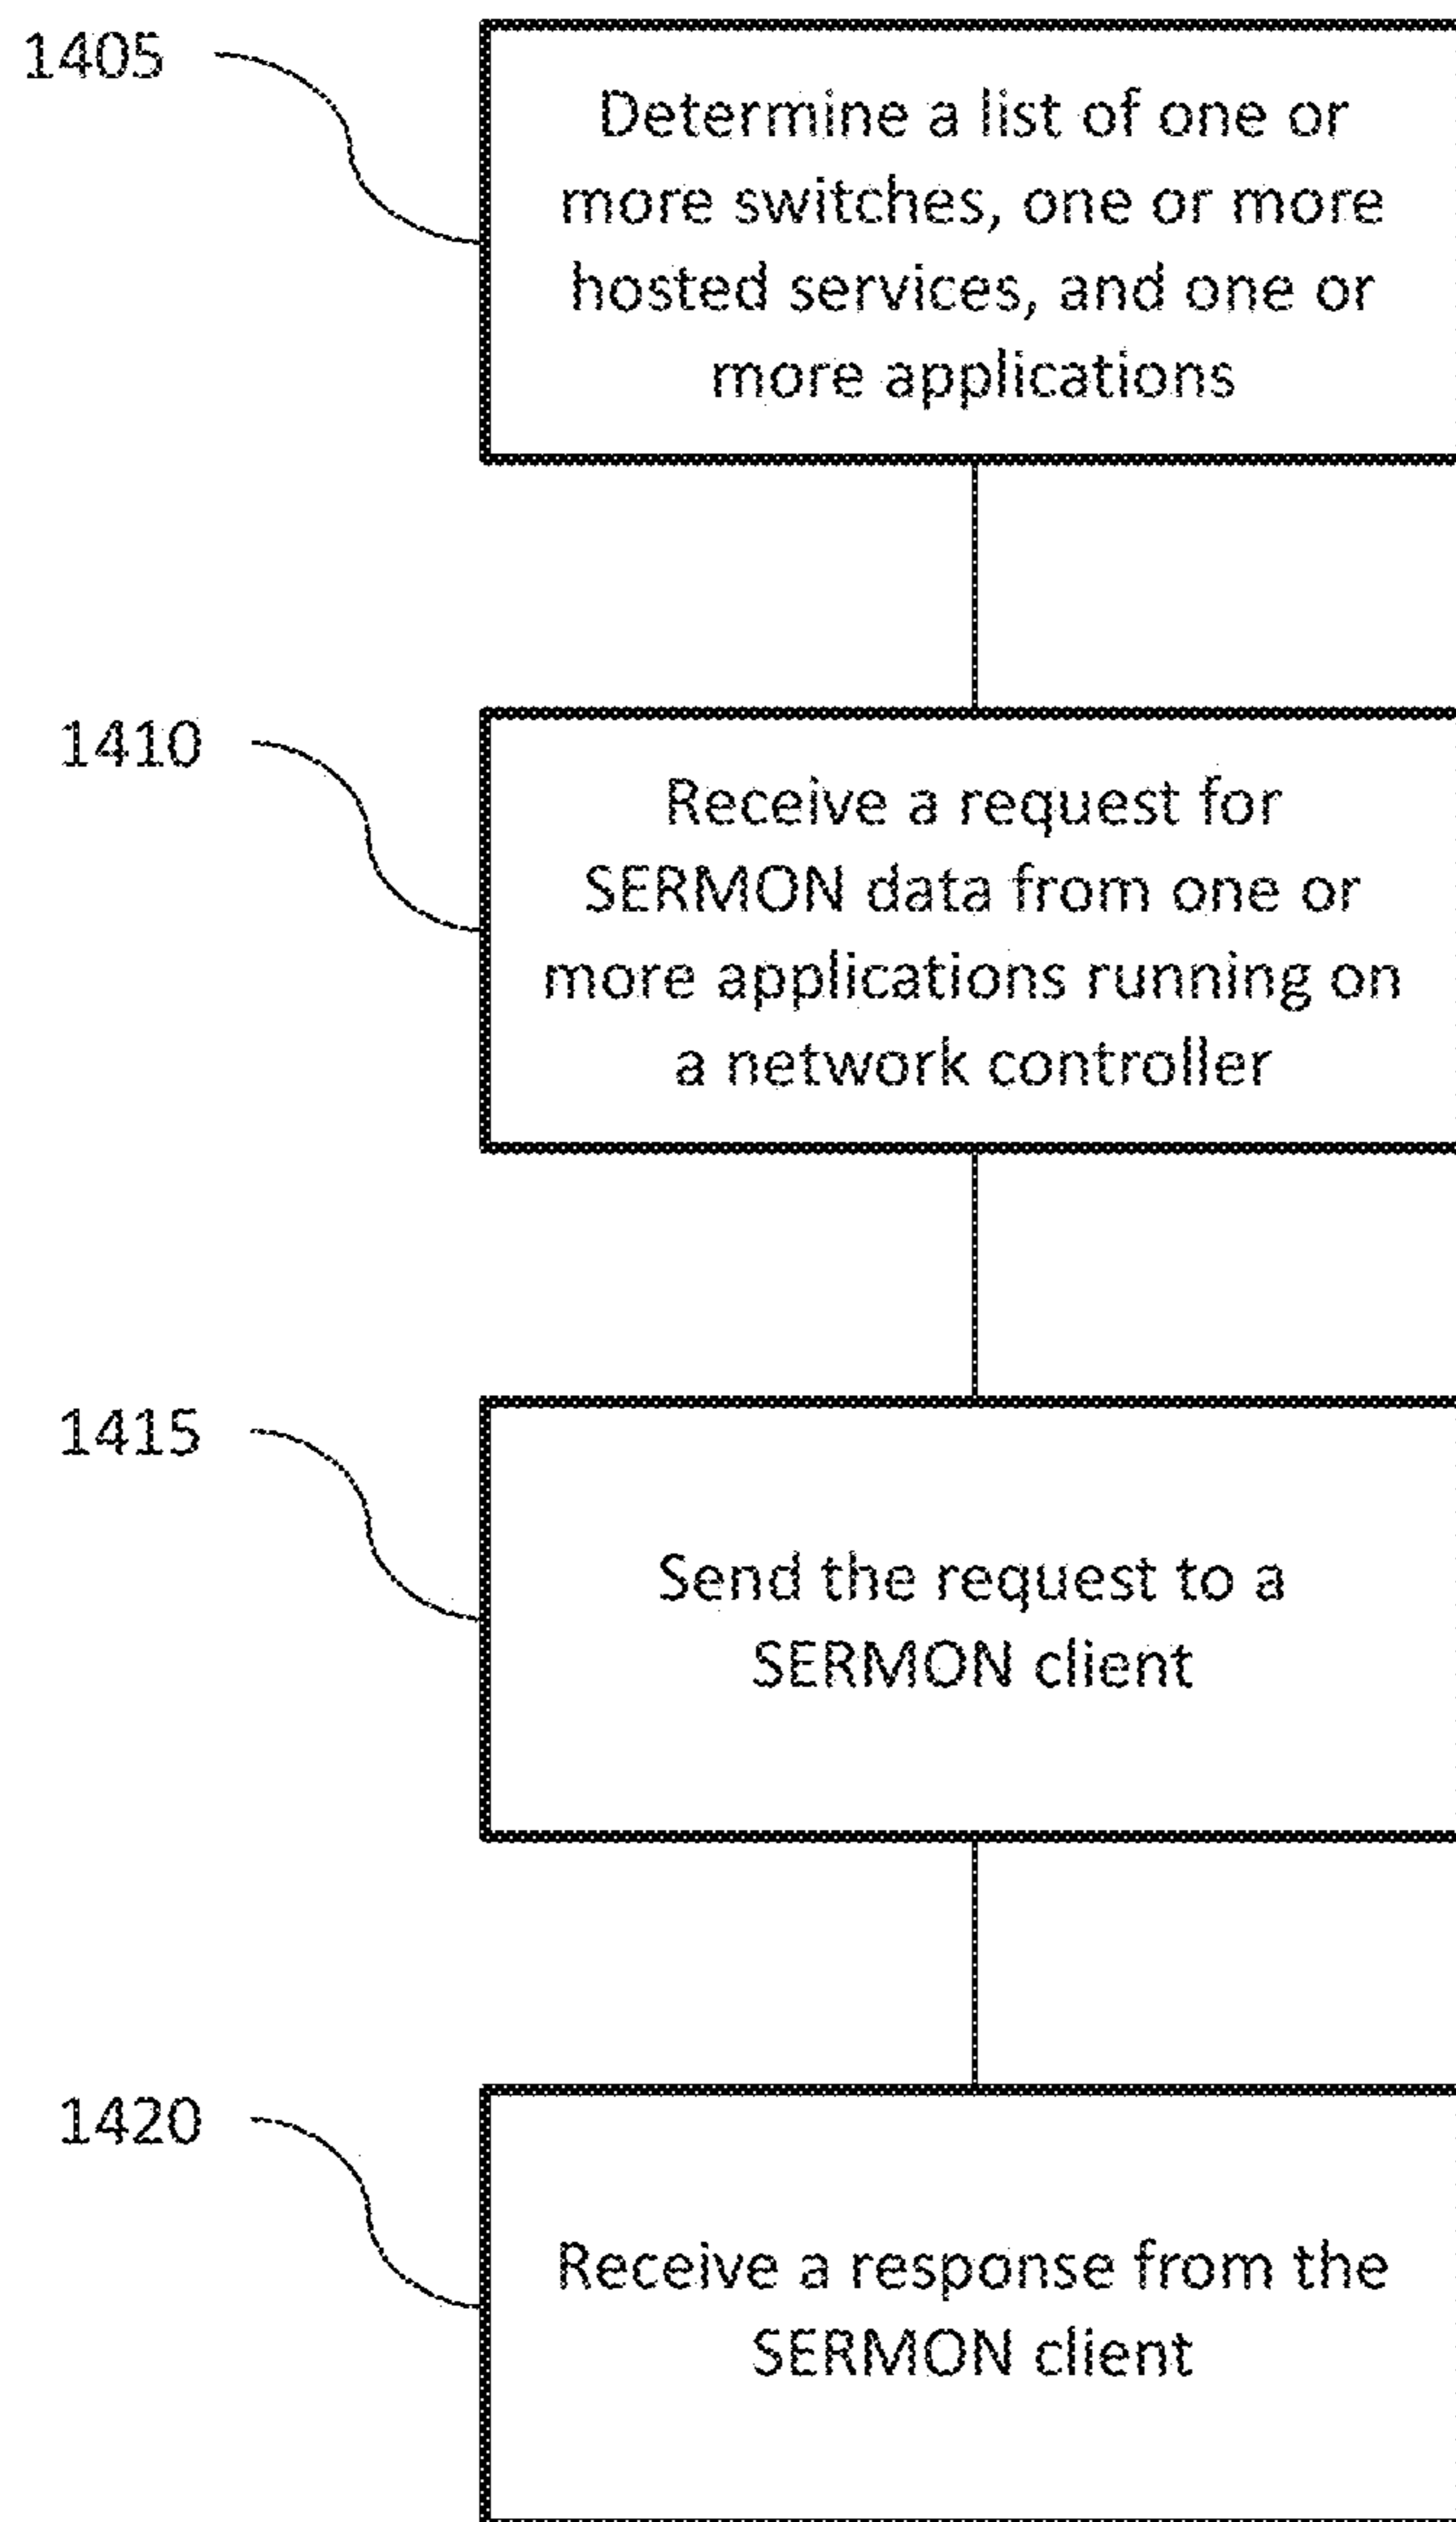 1405
Determine a list of one or
more switches, one or more
hosted services, and one or
more applications
1410
Receive a request for
SERMON data from one or
more applications running on
a network controller
1415
Send the request to a
SERMON client
1420
Receive a response from the
SERMON client